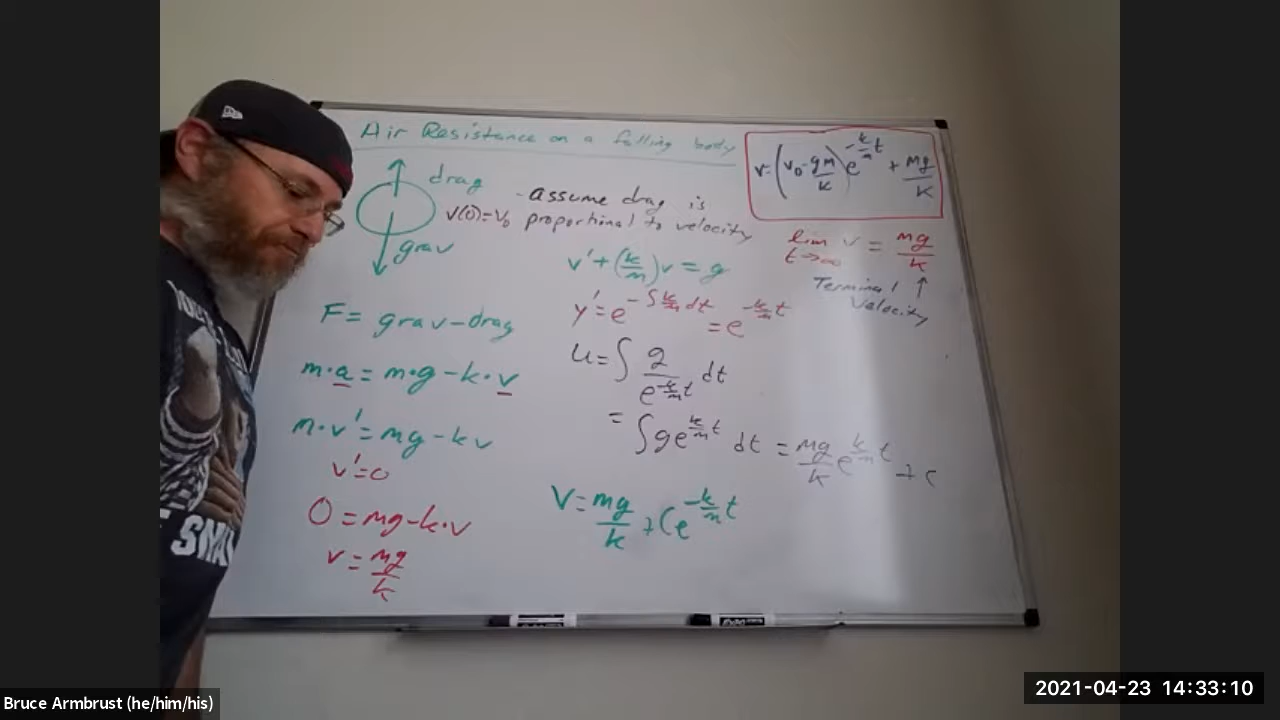 Air Resistance on a falling body
drag
grav
- assume drag is
proportional to velocity
v(0)=v₀
F = grav-drag
m·a = m·g-k·v
m·v' = mg-kv
v'=0
0 = mg-k·v
v = mg/k
v' + (k/m)v = g
y' = e^(-∫k/m dt) = e^(-k/m t)
u = ∫ g/e^(-k/m t) dt
= ∫ge^(k/m t) dt = mg/k e^(k/m t) + c
V = mg/k + Ce^(-k/m t)
v = (v₀ - gm/k)e^(-k/m t) + mg/k
lim t→∞ v = mg/k
Terminal ↑
velocity
Bruce Armbrust (he/him/his)
2021-04-23 14:33:10